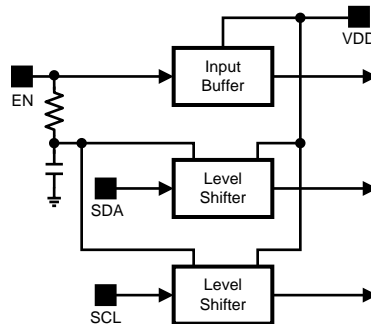 VDD
Input
Buffer
EN
Level
Shifter
SDA
Level
Shifter
SCL